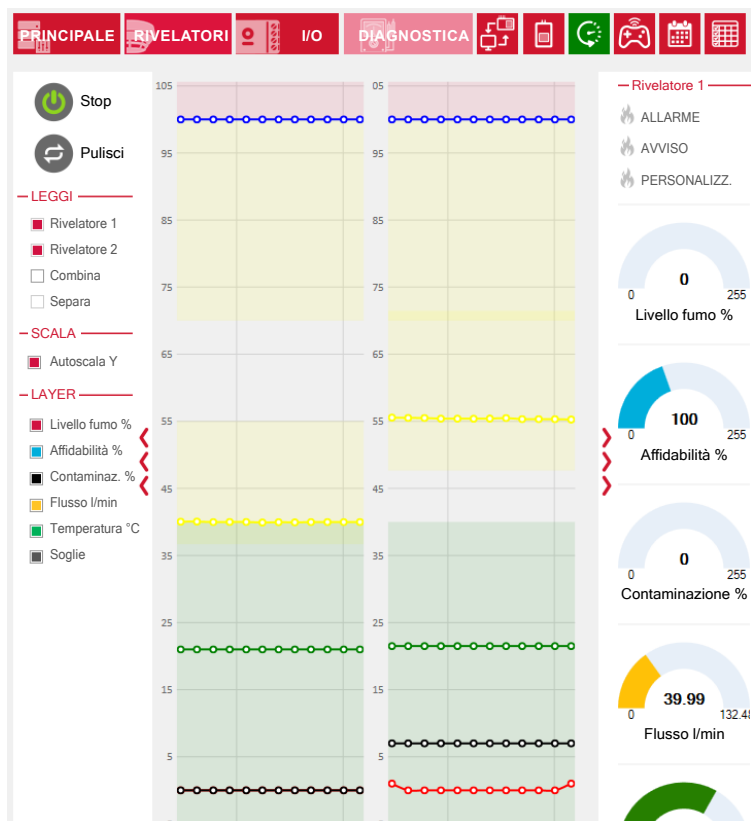 PRINCIPALE RIVELATORI I/O DIAGNOSTICA
Stop
Pulisci
LEGGI
Rivelatore 1
Rivelatore 2
Combina
Separa
SCALA
Autoscala Y
LAYER
Livello fumo %
Affidabilità %
Contaminaz. %
Flusso l/min
Temperatura °C
Soglie
105
95
85
75
65
55
45
35
25
15
5
05
95
85
75
65
55
45
35
25
15
5
Rivelatore 1
ALLARME
AVVISO
PERSONALIZZ.
0
0 255
Livello fumo %
100
0 255
Affidabilità %
0
0 255
Contaminazione %
39.99
0 132.48
Flusso l/min